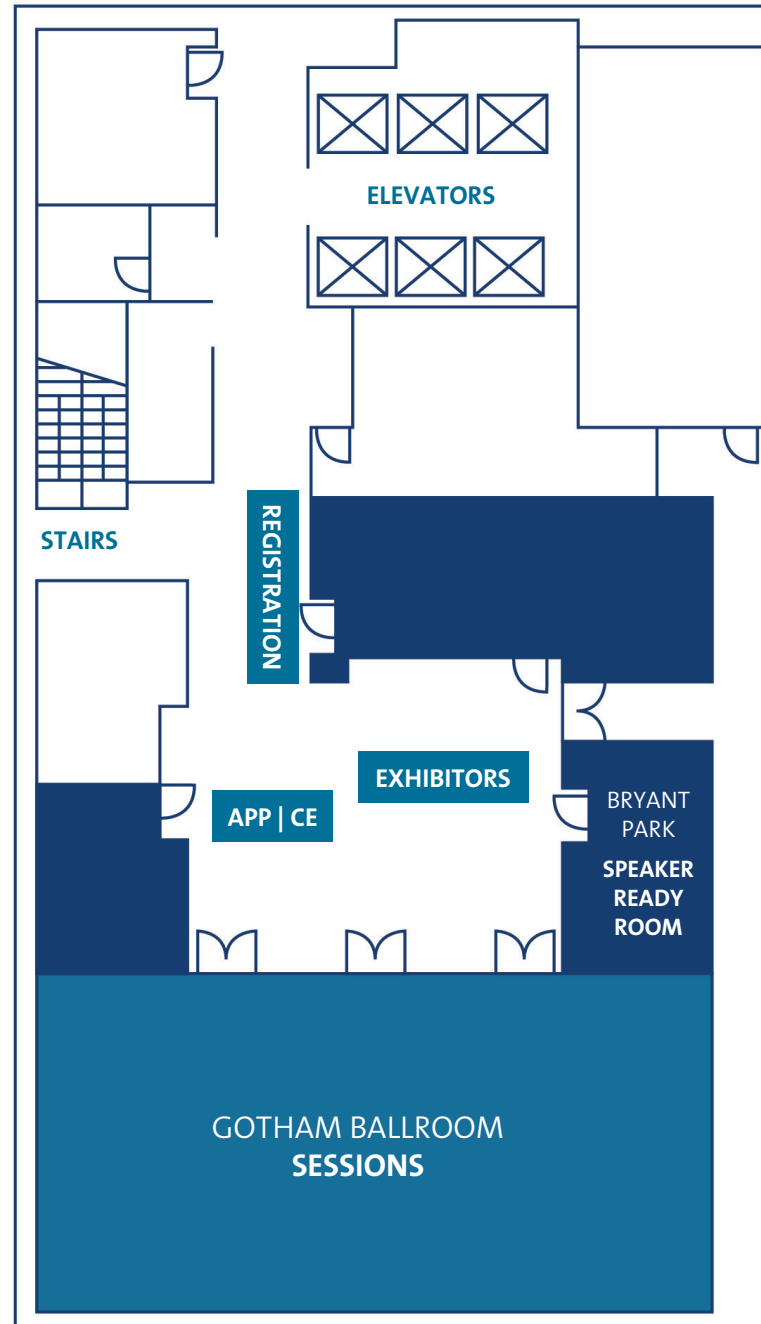 ELEVATORS
STAIRS
REGISTRATION
EXHIBITORS
APP | CE
BRYANT
PARK
SPEAKER
READY
ROOM
GOTHAM BALLROOM
SESSIONS